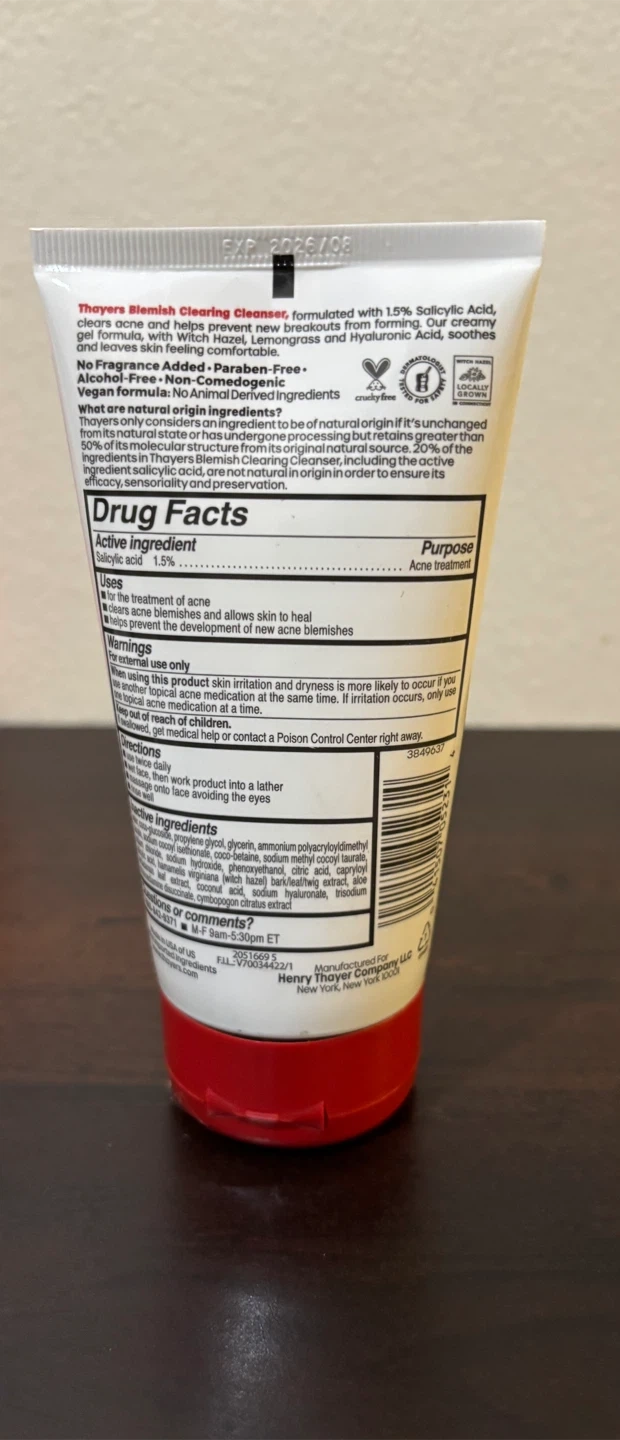 EXP 2026/08
Thayers Blemish Clearing Cleanser, formulated with 1.5% Salicylic Acid,
clears acne and helps prevent new breakouts from forming. Our creamy
gel formula, with Witch Hazel, Lemongrass and Hyaluronic Acid, soothes
and leaves skin feeling comfortable.
No Fragrance Added • Paraben-Free •
Alcohol-Free • Non-Comedogenic
Vegan formula: No Animal Derived Ingredients
cruelty free
DERMATOLOGIST
TESTED FOR SAFETY
WITCH HAZEL
LOCALLY
GROWN
IN CONNECTICUT
What are natural origin ingredients?
Thayers only considers an ingredient to be of natural origin if it's unchanged
from its natural state or has undergone processing but retains greater than
50% of its molecular structure from its original natural source. 20% of the
ingredients in Thayers Blemish Clearing Cleanser, including the active
ingredient salicylic acid, are not natural in origin in order to ensure its
efficacy, sensoriality and preservation.
Drug Facts
Active ingredient Purpose
Salicylic acid 1.5% ........................................ Acne treatment
Uses
■ for the treatment of acne
■ clears acne blemishes and allows skin to heal
■ helps prevent the development of new acne blemishes
Warnings
For external use only
When using this product skin irritation and dryness is more likely to occur if you
use another topical acne medication at the same time. If irritation occurs, only use
one topical acne medication at a time.
Keep out of reach of children.
swallowed, get medical help or contact a Poison Control Center right away.
Directions
use twice daily
wet face, then work product into a lather
massage onto face avoiding the eyes
well
ingredients
propylene glycol, glycerin, ammonium polyacryloyldimethyl
sodium cocoyl isethionate, coco-betaine, sodium methyl cocoyl taurate,
sodium hydroxide, phenoxyethanol, citric acid, capryloyl
hamamelis virginiana (witch hazel) bark/leaf/twig extract, aloe
leaf extract, coconut acid, sodium hyaluronate, trisodium
cymbopogon citratus extract
or comments?
■ M-F 9am-5:30pm ET
3849637 4
in USA of US
ingredients
2051669 5
F.I.L.:V70034422/1
Manufactured For
Henry Thayer Company LLC
New York, New York 10001